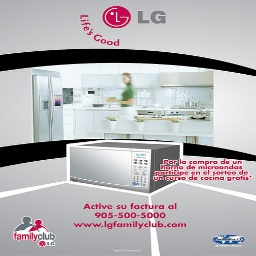 LG
Life's Good
"Por la compra de un
horno de microondas
participe en el sorteo de
un curso de cocina gratis"
Active su factura al
905-500-5000
www.lgfamilyclub.com
familyclub